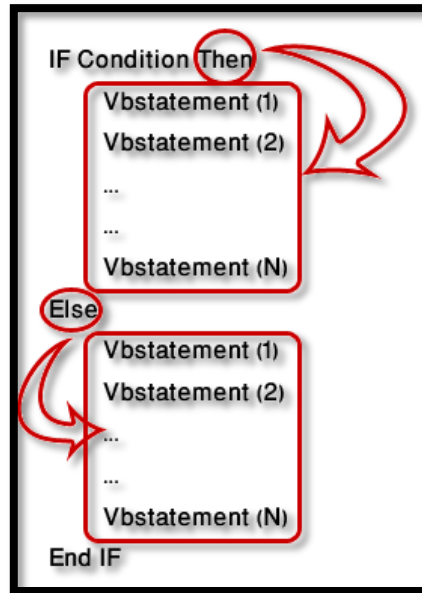 IF Condition Then
Vbstatement (1)
Vbstatement (2)
...
...
Vbstatement (N)
Else
Vbstatement (1)
Vbstatement (2)
...
...
Vbstatement (N)
End IF